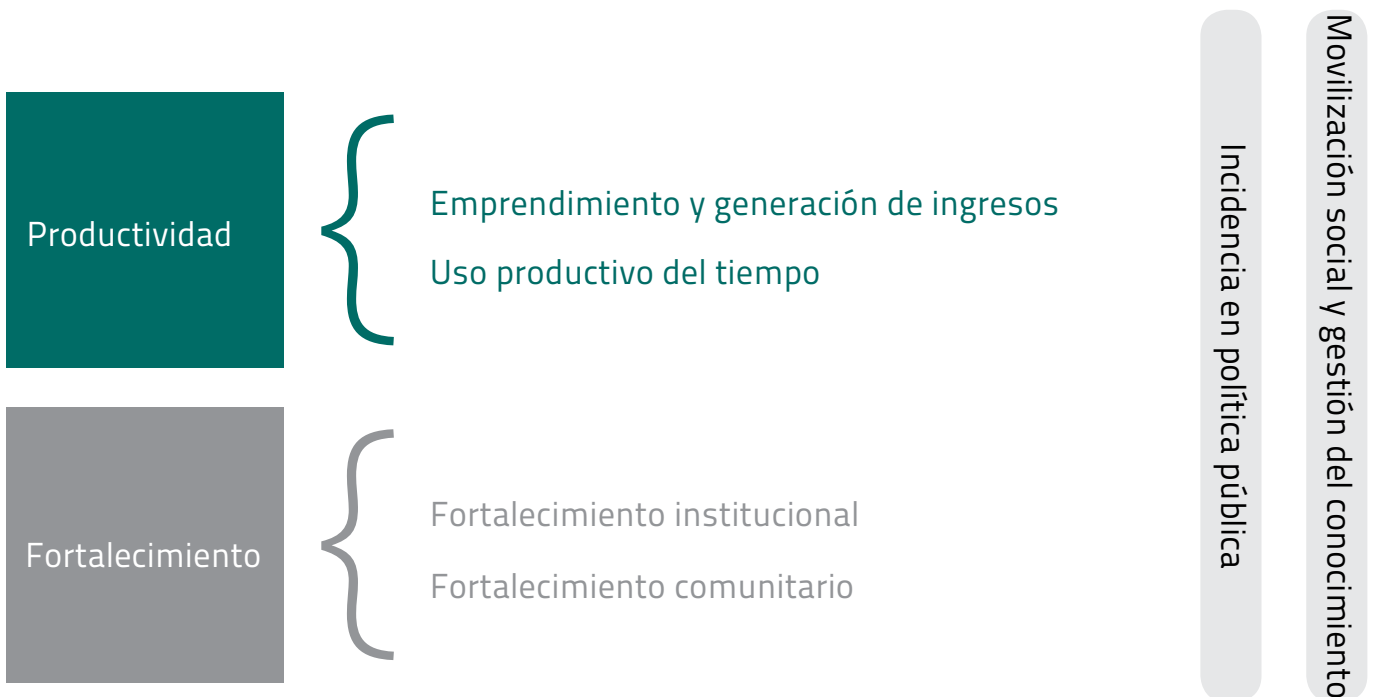 Productividad
Emprendimiento y generación de ingresos
Uso productivo del tiempo
Fortalecimiento
Fortalecimiento institucional
Fortalecimiento comunitario
Incidencia en política pública
Movilización social y gestión del conocimiento